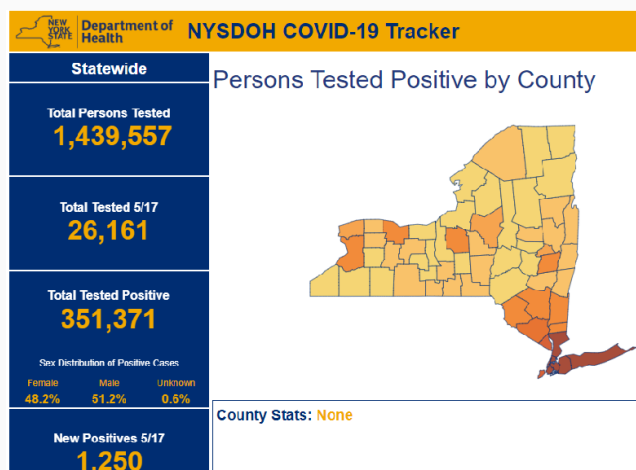 NEW
YORK
STATE
Department of
Health
NYSDOH COVID-19 Tracker
Statewide
Persons Tested Positive by County
Total Persons Tested
1,439,557
Total Tested 5/17
26,161
Total Tested Positive
351,371
Sex Distribution of Positive Cases
Female Male Unknown
48.2% 51.2% 0.6%
County Stats: None
New Positives 5/17
1,250